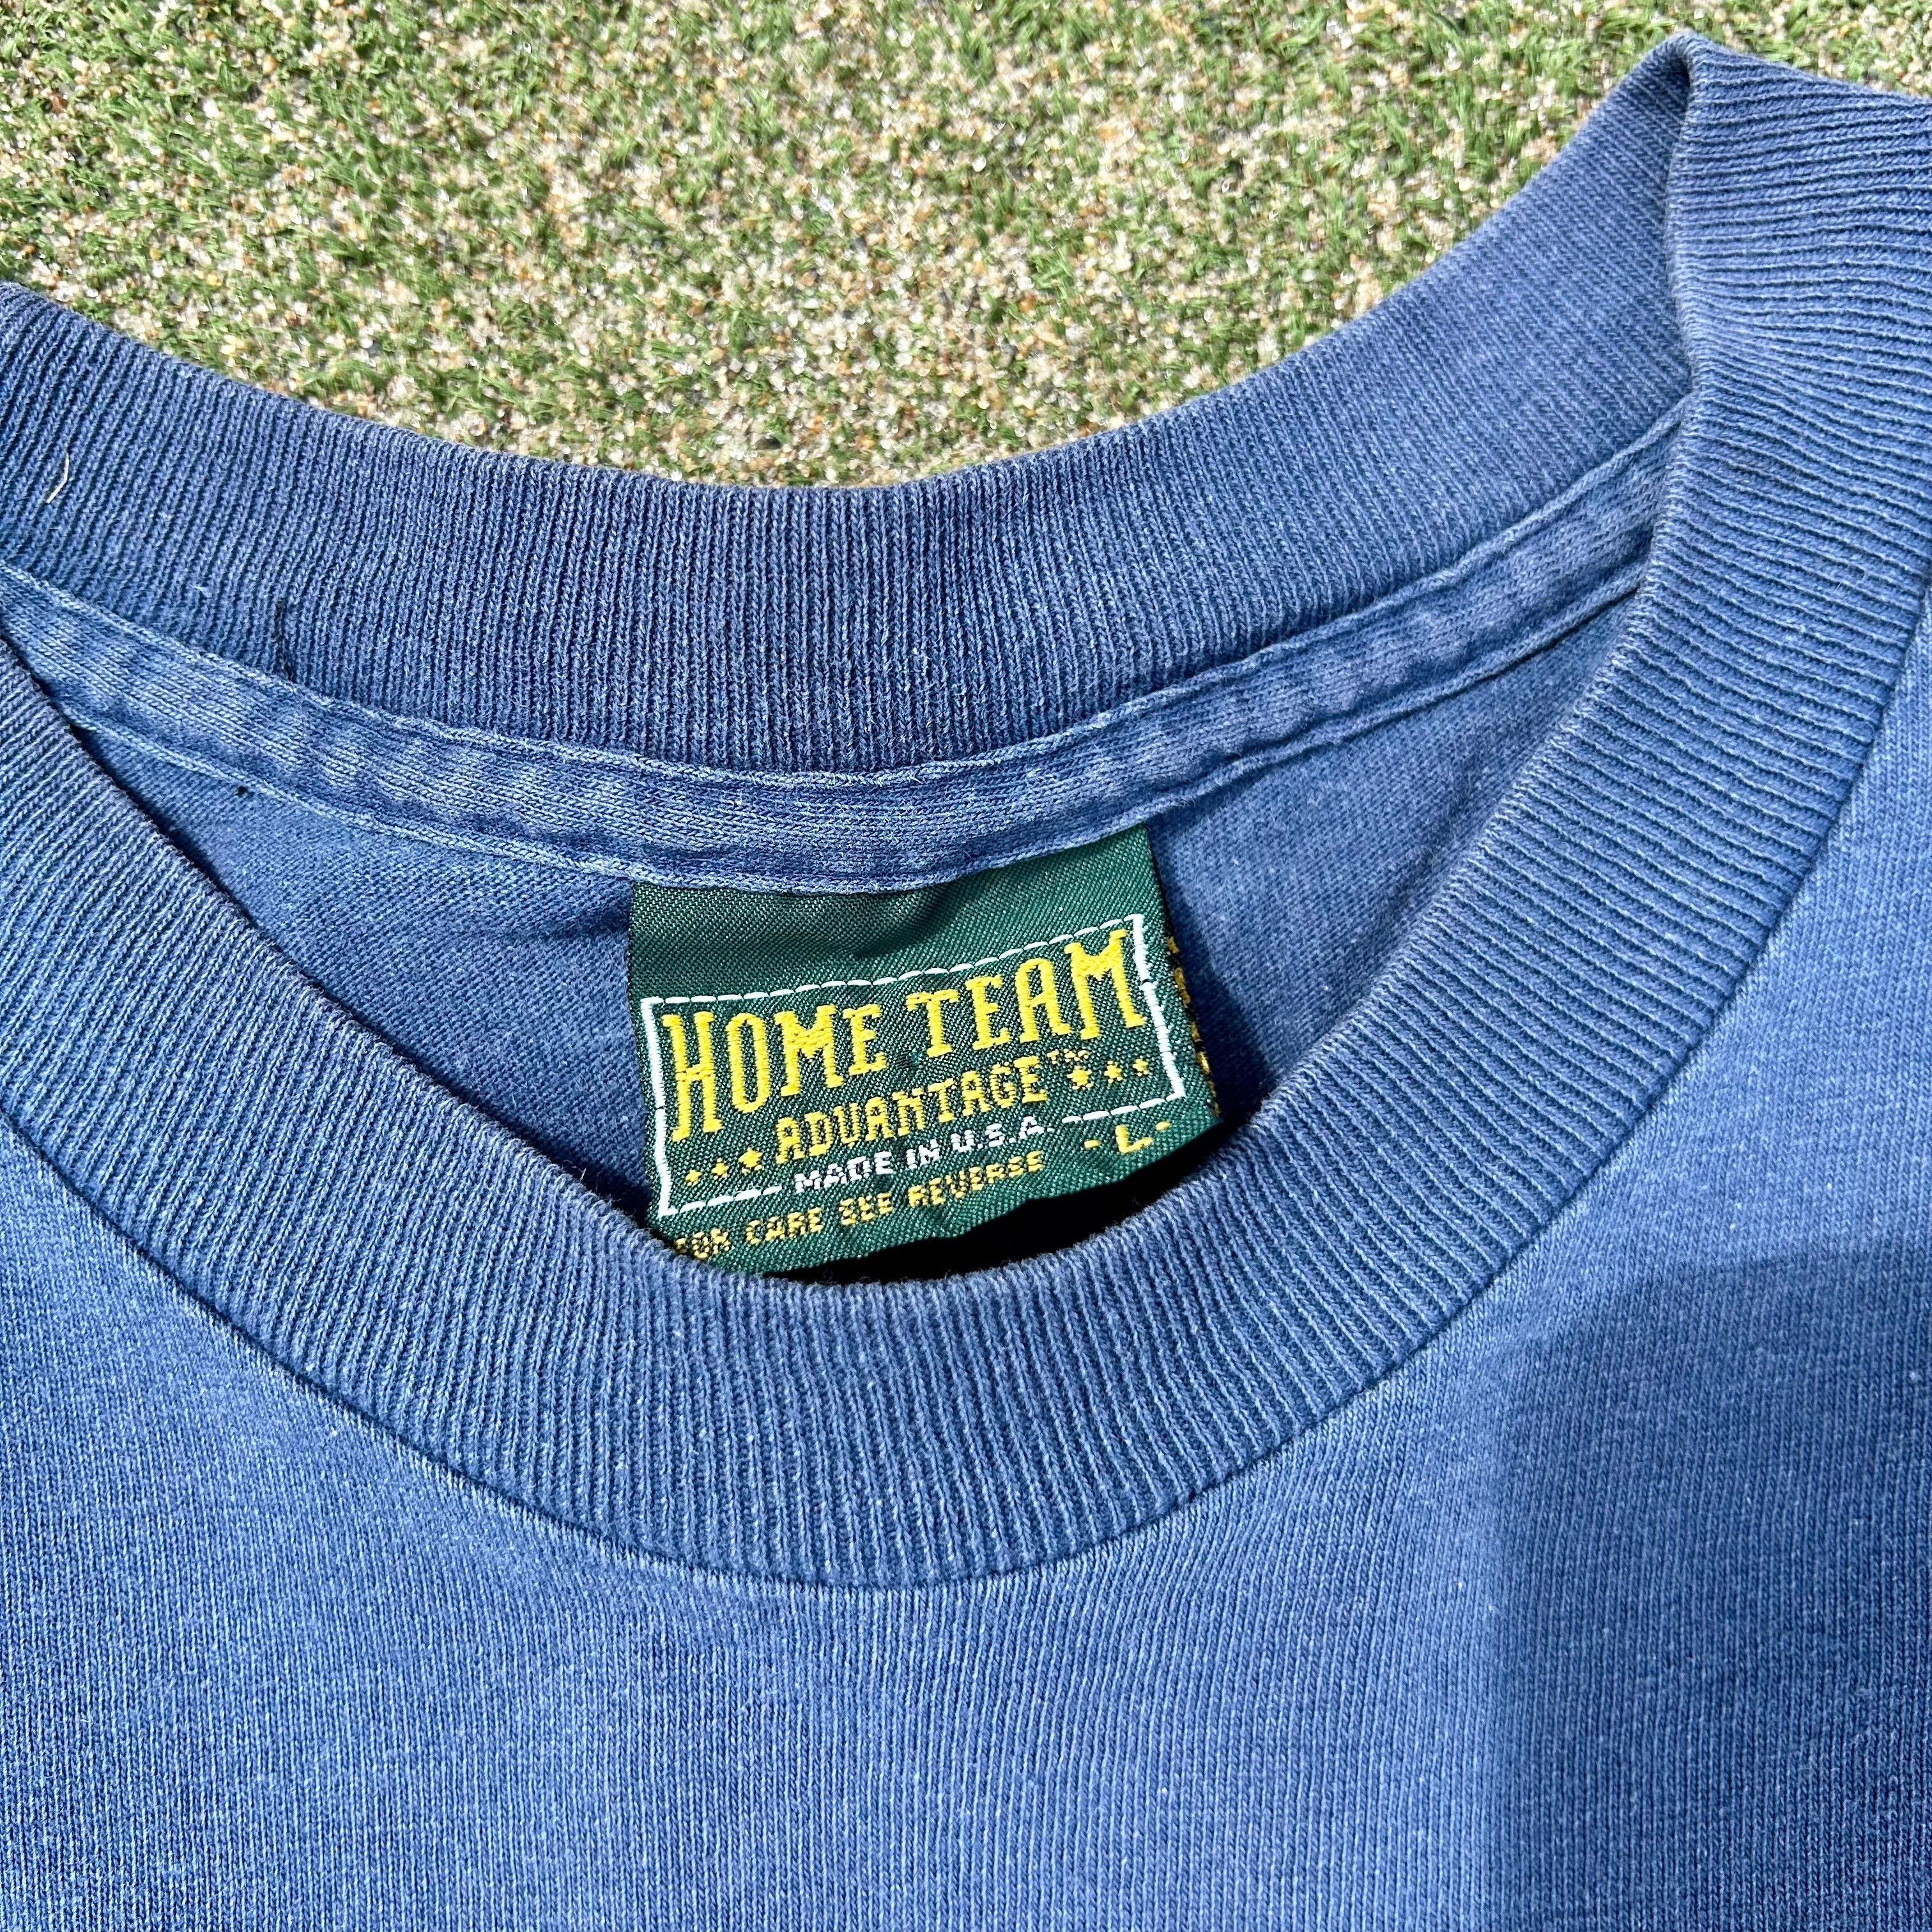 HOME TEAM
ADVANTAGE™
MADE IN U.S.A.
- L -
FOR CARE SEE REVERSE